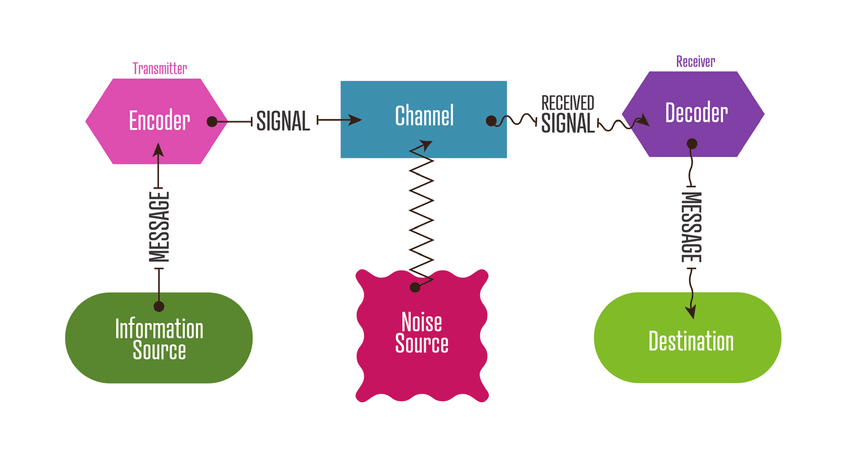 Transmitter
Encoder
SIGNAL
Channel
RECEIVED
SIGNAL
Receiver
Decoder
MESSAGE
MESSAGE
Information
Source
Noise
Source
Destination